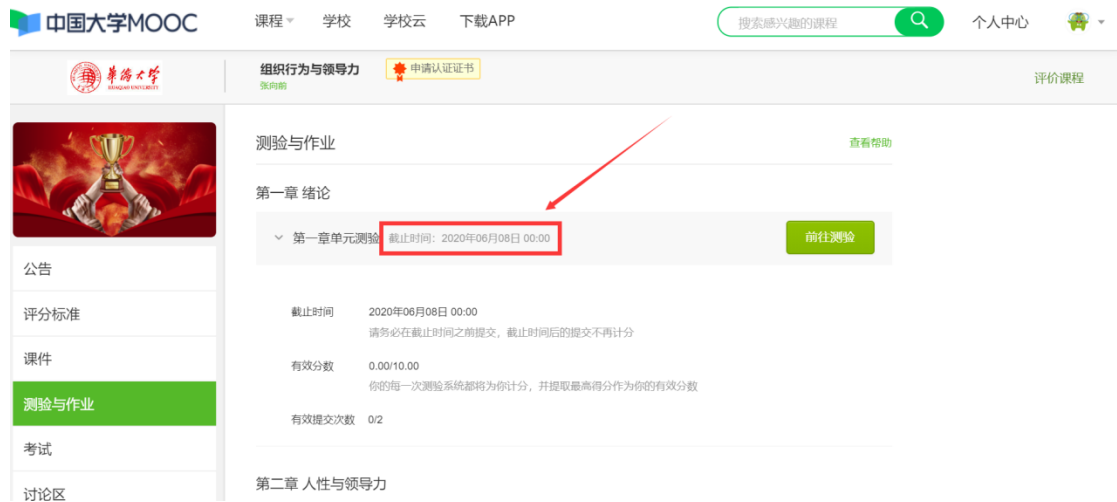 中国大学MOOC 课程 学校 学校云 下载APP 搜索感兴趣的课程 个人中心
華僑大学 HUAQIAO UNIVERSITY 组织行为与领导力 申请认证证书
张向前
评价课程
测验与作业 查看帮助
第一章 绪论
第一章单元测验 截止时间：2020年06月08日 00:00 前往测验
公告
截止时间 2020年06月08日 00:00
评分标准
请务必在截止时间之前提交，截止时间后的提交不再计分
课件
有效分数 0.00/10.00
你的每一次测验系统都将为你计分，并提取最高得分作为你的有效分数
测验与作业
有效提交次数 0/2
考试
第二章 人性与领导力
讨论区